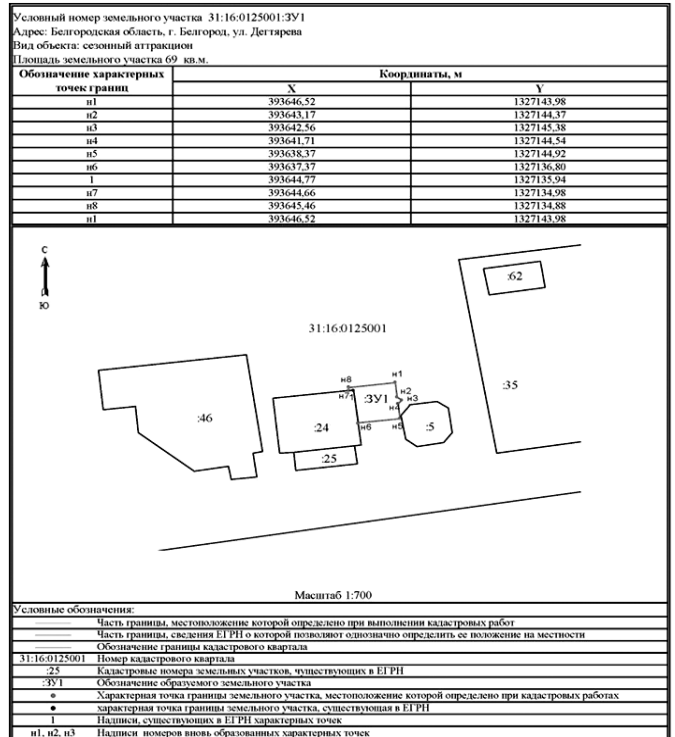 Условный номер земельного участка 31:16:0125001:ЗУ1
Адрес: Белгородская область, г. Белгород, ул. Дегтярева
Вид объекта: сезонный аттракцион
Площадь земельного участка 69 кв.м.
Обозначение характерных точек границ Координаты, м
X Y
н1 393646,52 1327143,98
н2 393643,17 1327144,37
н3 393642,56 1327145,38
н4 393641,71 1327144,54
н5 393638,37 1327144,92
н6 393637,37 1327136,80
1 393644,77 1327135,94
н7 393644,66 1327134,98
н8 393645,46 1327134,88
н1 393646,52 1327143,98
С
Ю
:62
31:16:0125001
:35
н8 н1
н7 1 :ЗУ1 н2
н3
н4
:46 :24 н6 н5 :5
:25
Масштаб 1:700
Условные обозначения:
Часть границы, местоположение которой определено при выполнении кадастровых работ
Часть границы, сведения ЕГРН о которой позволяют однозначно определить ее положение на местности
Обозначение границы кадастрового квартала
31:16:0125001 Номер кадастрового квартала
:25 Кадастровые номера земельных участков, чуществующих в ЕГРН
:ЗУ1 Обозначение образуемого земельного участка
Характерная точка границы земельного участка, местоположение которой определено при кадастровых работах
характерная точка границы земельного участка, существующая в ЕГРН
1 Надписи, существующих в ЕГРН характерных точек
н1, н2, н3 Надписи номеров вновь образованных характерных точек